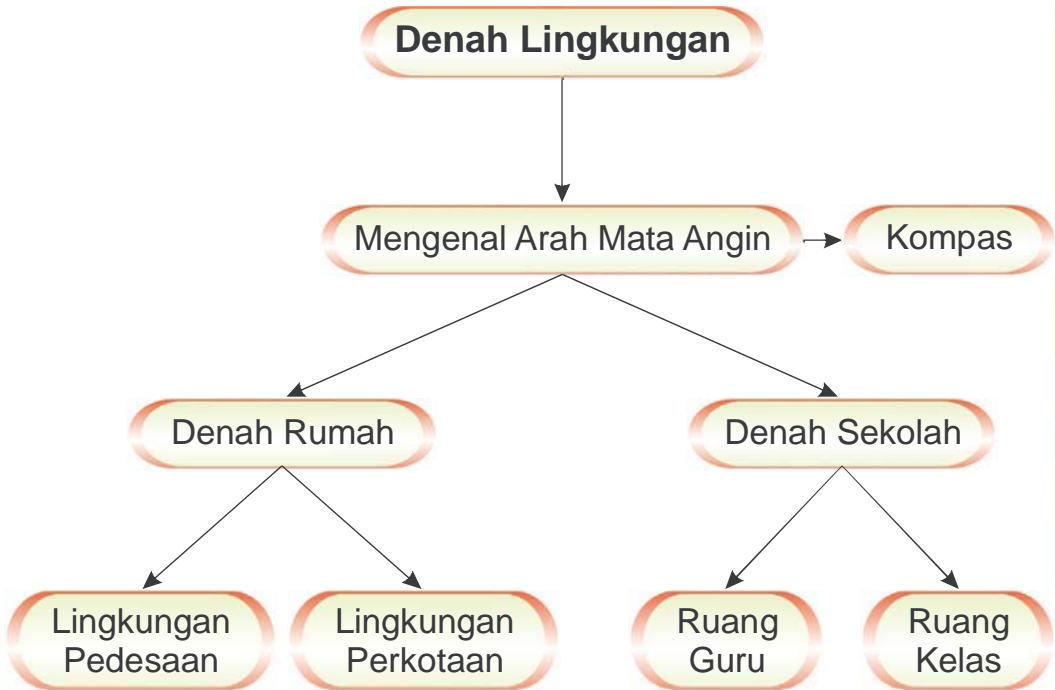 Denah Lingkungan
Mengenal Arah Mata Angin
Kompas
Denah Rumah
Denah Sekolah
Lingkungan
Pedesaan
Lingkungan
Perkotaan
Ruang
Guru
Ruang
Kelas